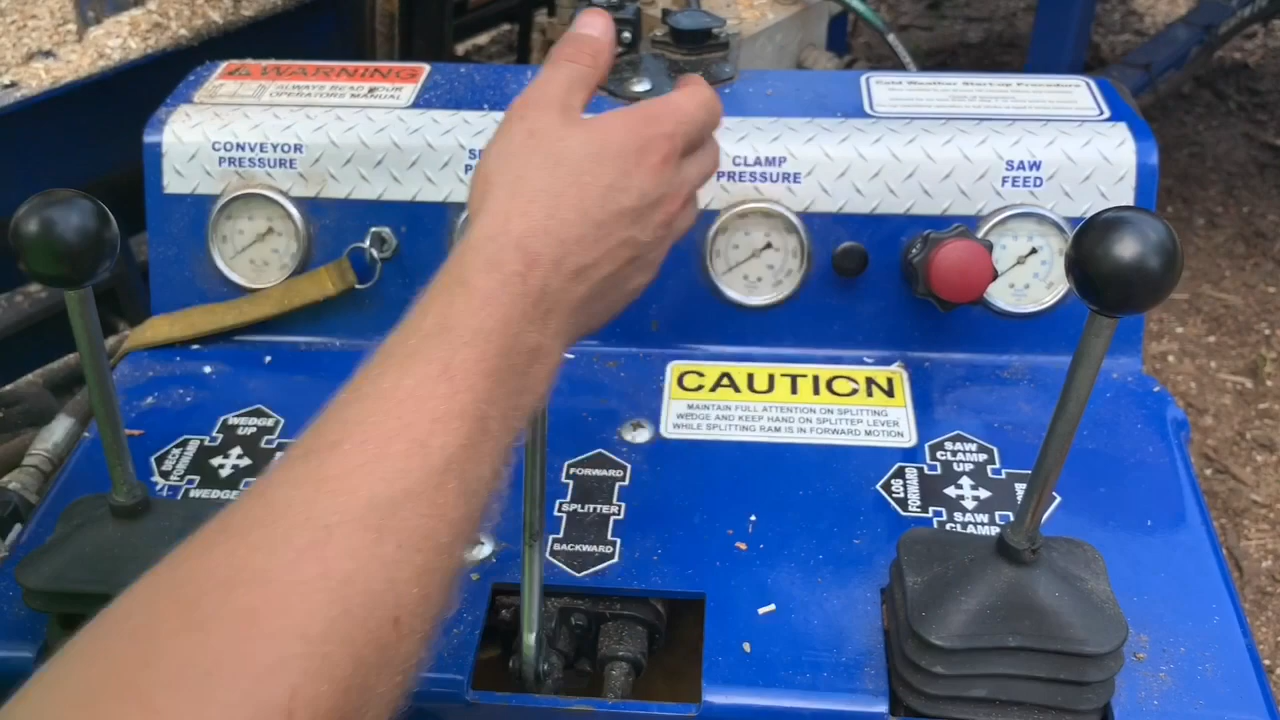 WARNING
ALWAYS READ YOUR
OPERATORS MANUAL
Cold Weather Start-up Procedure
CONVEYOR
PRESSURE
CLAMP
PRESSURE
SAW
FEED
CAUTION
MAINTAIN FULL ATTENTION ON SPLITTING
WEDGE AND KEEP HAND ON SPLITTER LEVER
WHILE SPLITTING RAM IS IN FORWARD MOTION
WEDGE
UP
DECK
FORWARD
WEDGE
FORWARD
SPLITTER
BACKWARD
SAW
CLAMP
UP
LOG
FORWARD
SAW
CLAMP